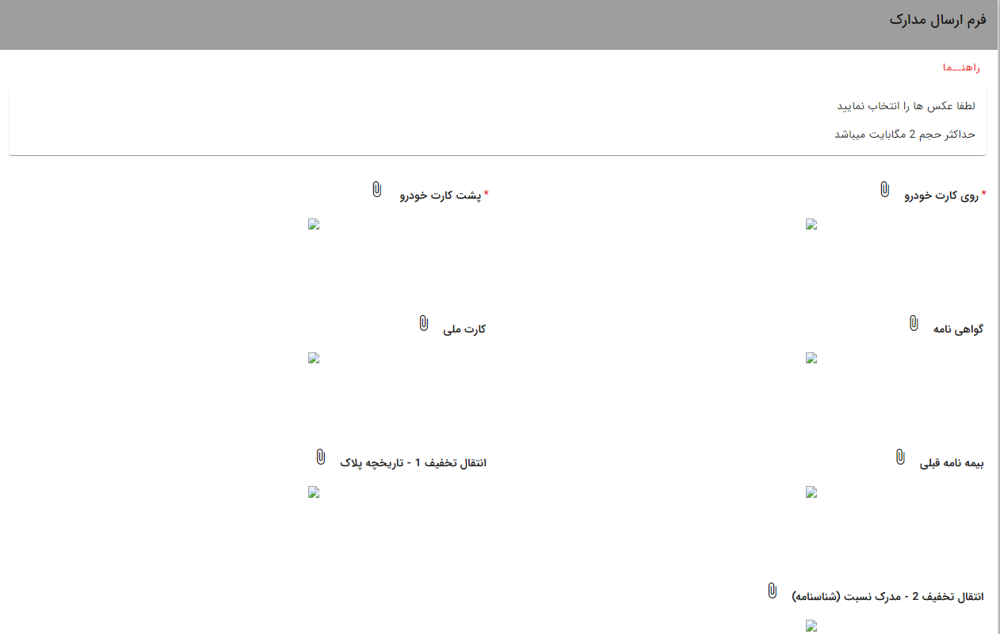 فرم ارسال مدارک
راهنـــما
لطفا عکس ها را انتخاب نمایید
حداکثر حجم 2 مگابایت میباشد
* روی کارت خودرو
* پشت کارت خودرو
گواهی نامه
کارت ملی
بیمه نامه قبلی
انتقال تخفیف 1 - تاریخچه پلاک
انتقال تخفیف 2 - مدرک نسبت (شناسنامه)